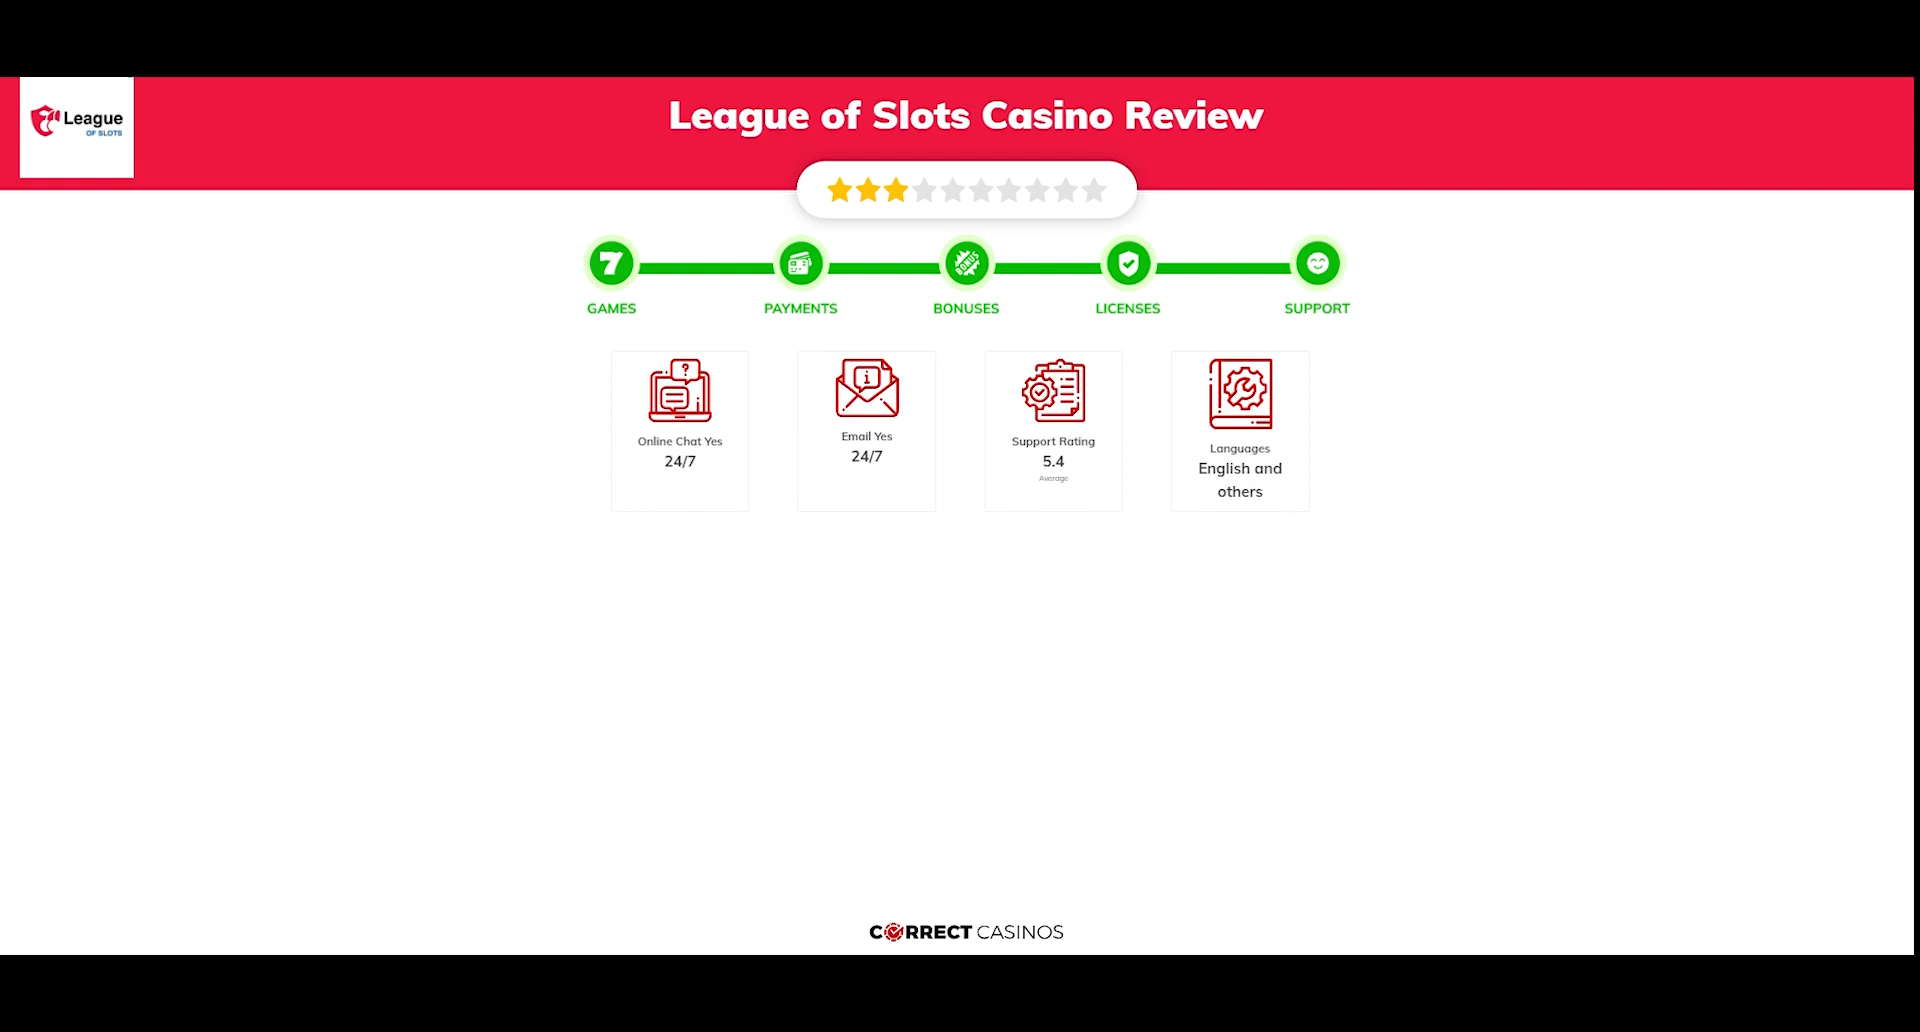 League
OF SLOTS
League of Slots Casino Review
GAMES
PAYMENTS
BONUS
BONUSES
LICENSES
SUPPORT
Online Chat Yes
24/7
Email Yes
24/7
Support Rating
5.4
Average
Languages
English and
others
CORRECT CASINOS